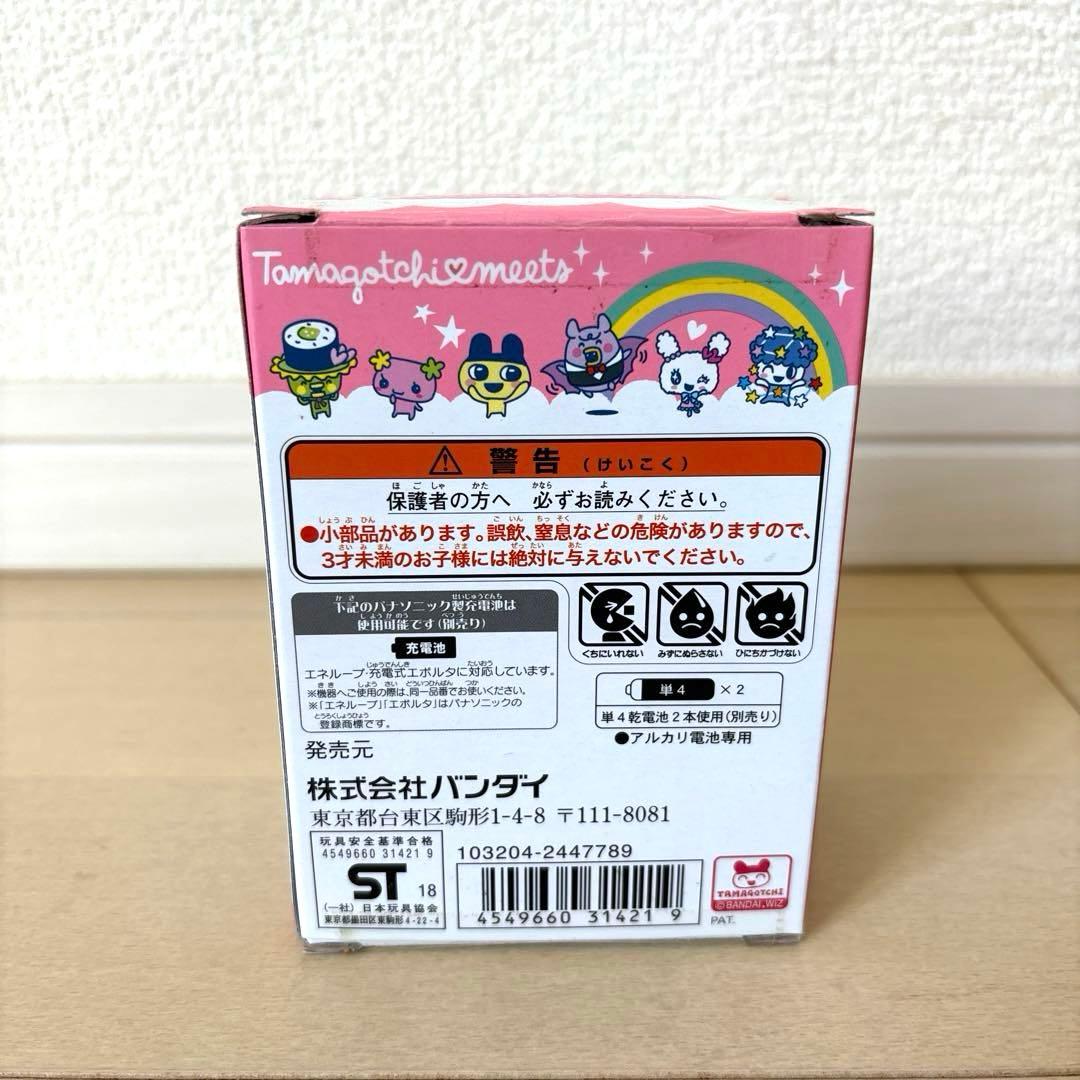 Tamagotchi♡meets
⚠ 警告 (けいこく)
保護者の方へ 必ずお読みください。
●小部品があります。誤飲、窒息などの危険がありますので、
3才未満のお子様には絶対に与えないでください。
下記のパナソニック製充電池は
使用可能です(別売り)
充電池
エネループ・充電式エボルタに対応しています。
※機器へご使用の際は、同一品番でお使いください。
※「エネループ」「エボルタ」はパナソニックの
登録商標です。
くちにいれない みずにぬらさない ひにちかづけない
単4 ×2
単4乾電池2本使用(別売り)
●アルカリ電池専用
発売元
株式会社バンダイ
東京都台東区駒形1-4-8 〒111-8081
玩具安全基準合格
4549660 31421 9
ST 18
(一社)日本玩具協会
東京都墨田区東駒形4-22-4
103204-2447789
4549660 314219
TAMAGOTCHI
©BANDAI,WIZ
PAT.